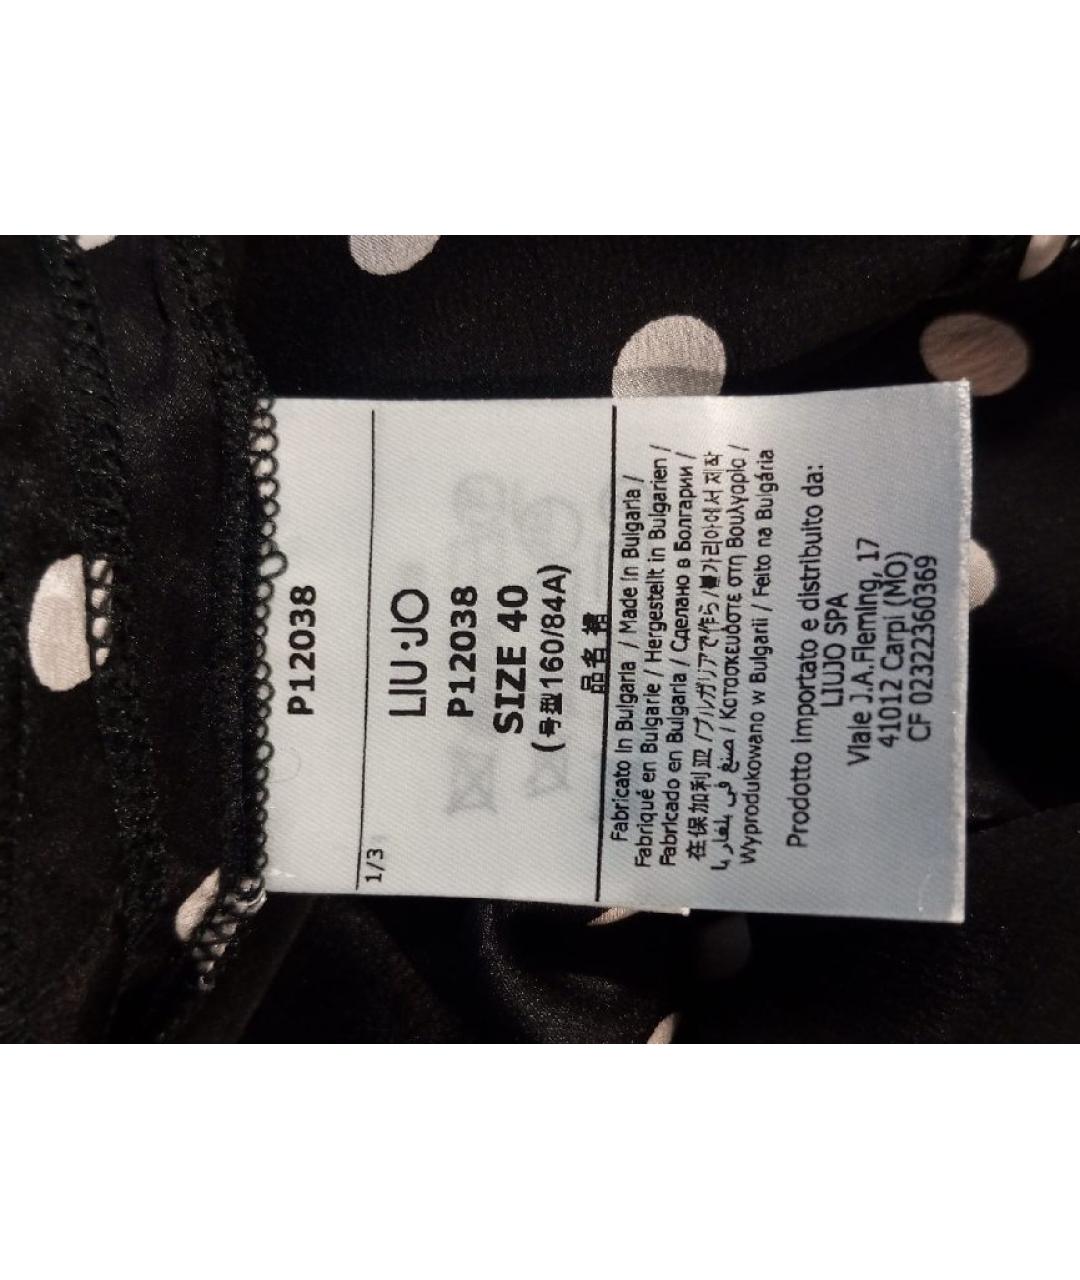 P12038
1/3
LIU·JO
P12038
SIZE 40
(号型160/84A)
品名 裙
Fabricato In Bulgaria / Made In Bulgaria /
Fabriqué en Bulgarie / Hergestellt in Bulgarien /
Fabricado en Bulgaria / Сделано в Болгарии /
在保加利亚 /ブルガリアで作ら /불가리아에서 제작
صنع في بلغاريا / Κατασκευάστε στη Βουλγαρία /
Wyprodukowano w Bulgarii / Feito na Bulgária
Prodotto importato e distribuito da:
LIUJO SPA
Viale J.A.Fleming, 17
41012 Carpi (MO)
CF 02322360369